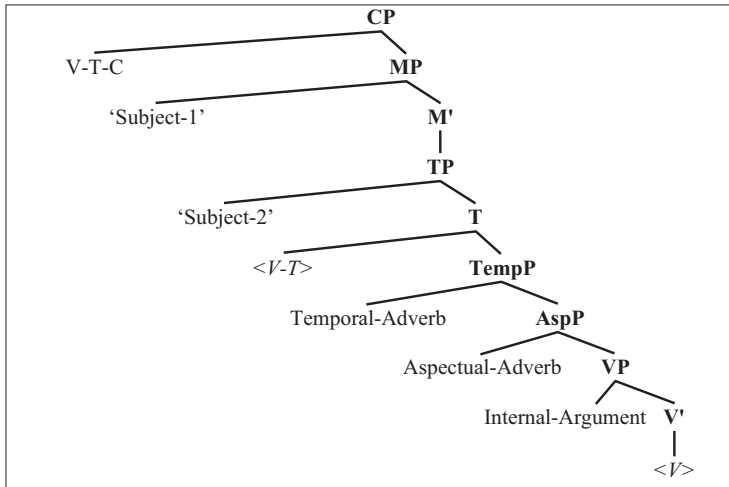 CP
V-T-C
MP
‘Subject-1’
M'
TP
‘Subject-2’
T
<V-T>
TempP
Temporal-Adverb
AspP
Aspectual-Adverb
VP
Internal-Argument
V'
<V>